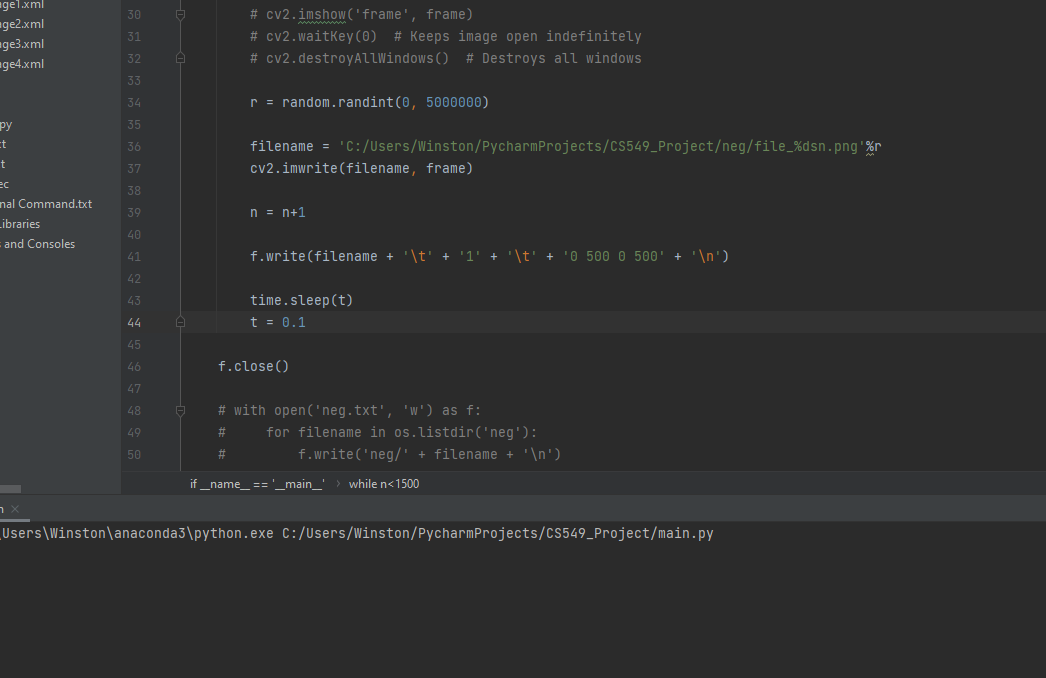 nge1.xml
nge2.xml
nge3.xml
nge4.xml
py
ct
t
ec
nal Command.txt
Libraries
s and Consoles
30 # cv2.imshow('frame', frame)
31 # cv2.waitKey(0)  # Keeps image open indefinitely
32 # cv2.destroyAllWindows()  # Destroys all windows
33
34 r = random.randint(0, 5000000)
35
36 filename = 'C:/Users/Winston/PycharmProjects/CS549_Project/neg/file_%dsn.png'%r
37 cv2.imwrite(filename, frame)
38
39 n = n+1
40
41 f.write(filename + '\t' + '1' + '\t' + '0 500 0 500' + '\n')
42
43 time.sleep(t)
44 t = 0.1
45
46 f.close()
47
48 # with open('neg.txt', 'w') as f:
49 #     for filename in os.listdir('neg'):
50 #         f.write('neg/' + filename + '\n')
if __name__ == '__main__' › while n<1500
n ×
\Users\Winston\anaconda3\python.exe C:/Users/Winston/PycharmProjects/CS549_Project/main.py